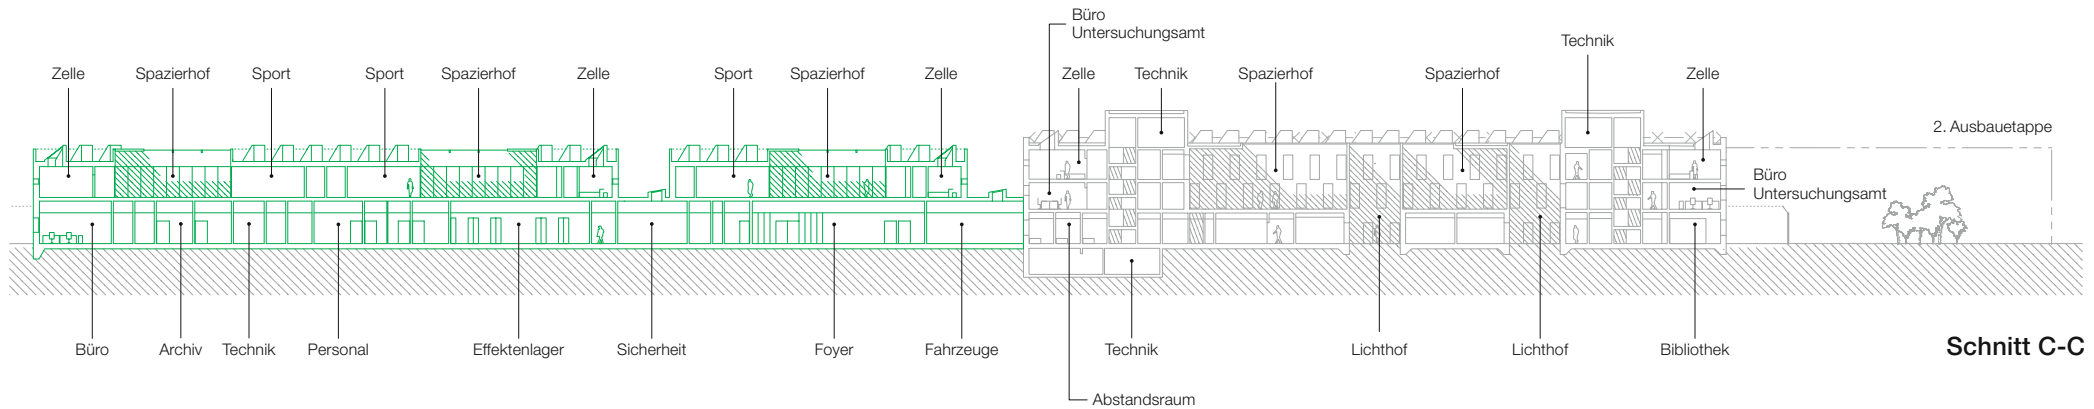 Büro
Untersuchungsamt
Technik
Zelle
Spazierhof
Sport
Sport
Spazierhof
Zelle
Sport
Spazierhof
Zelle
Zelle
Technik
Spazierhof
Spazierhof
Zelle
2. Ausbauetappe
Büro
Untersuchungsamt
Büro
Archiv
Technik
Personal
Effektenlager
Sicherheit
Foyer
Fahrzeuge
Technik
Lichthof
Lichthof
Bibliothek
Schnitt C-C
Abstandsraum